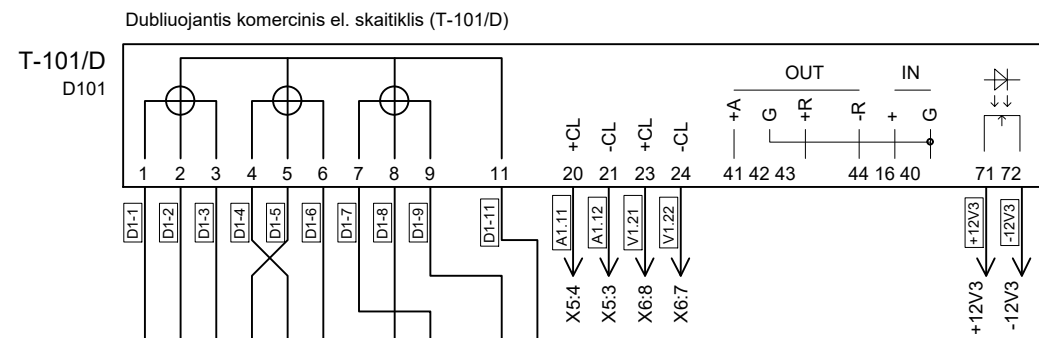 Dubliuojantis komercinis el. skaitiklis (T-101/D)
T-101/D
D101
OUT
IN
+A
G
+R
-R
+
G
+CL
-CL
+CL
-CL
1 2 3 4 5 6 7 8 9 11 20 21 23 24 41 42 43 44 16 40 71 72
D1-1
D1-2
D1-3
D1-4
D1-5
D1-6
D1-7
D1-8
D1-9
D1-11
A1.11
A1.12
V1.21
V1.22
+12V3
-12V3
X5:4
X5:3
X6:8
X6:7
+12V3
-12V3